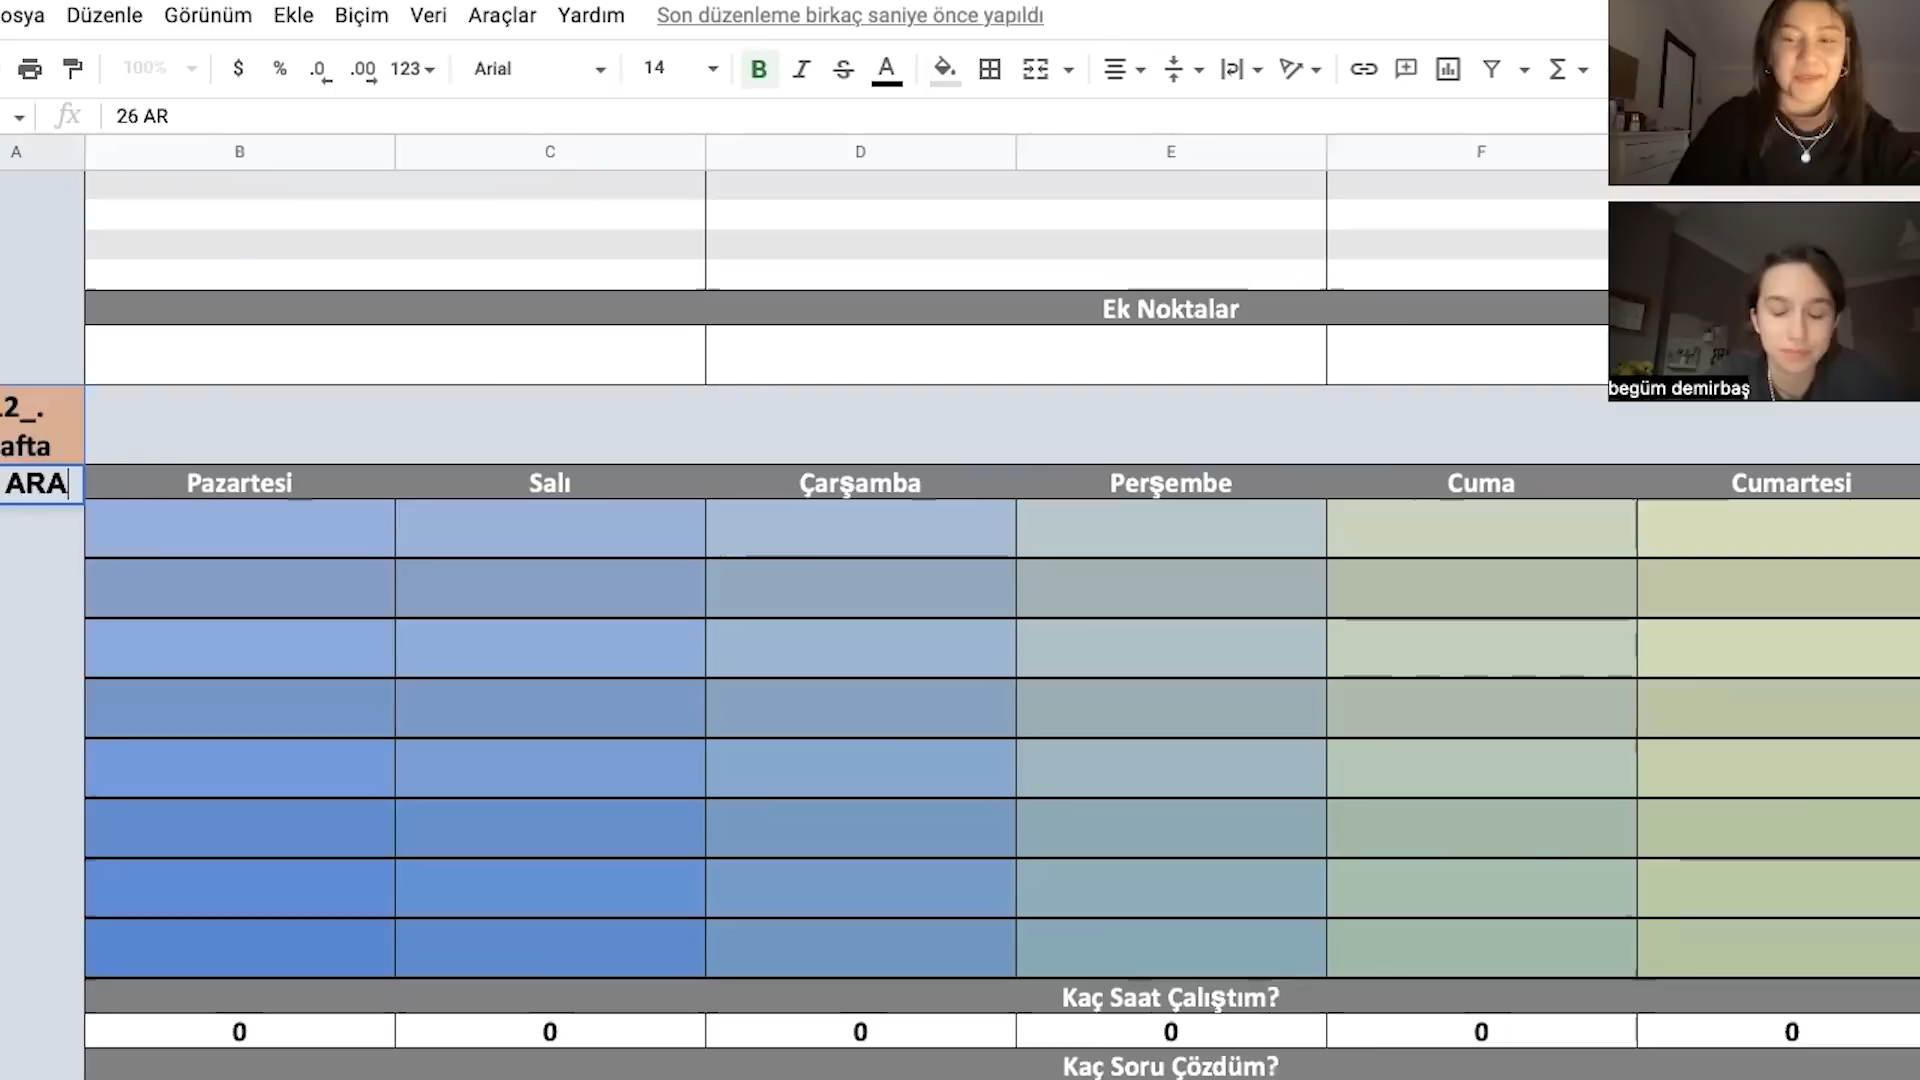 osya Düzenle Görünüm Ekle Biçim Veri Araçlar Yardım Son düzenleme birkaç saniye önce yapıldı
100% $ % .0 .00 123 Arial 14 B I S A Σ
fx 26 AR
A B C D E F
Ek Noktalar
begüm demirbaş
12_.
afta
ARA Pazartesi Salı Çarşamba Perşembe Cuma Cumartesi
Kaç Saat Çalıştım?
0 0 0 0 0 0
Kaç Soru Çözdüm?